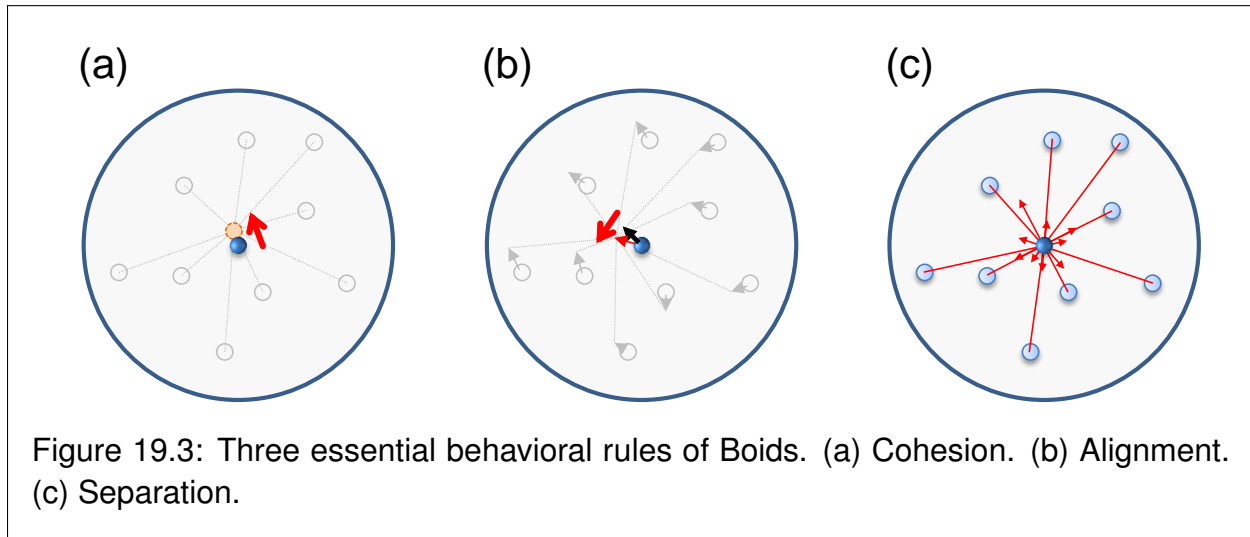 (a) (b) (c)
Figure 19.3: Three essential behavioral rules of Boids. (a) Cohesion. (b) Alignment.
(c) Separation.